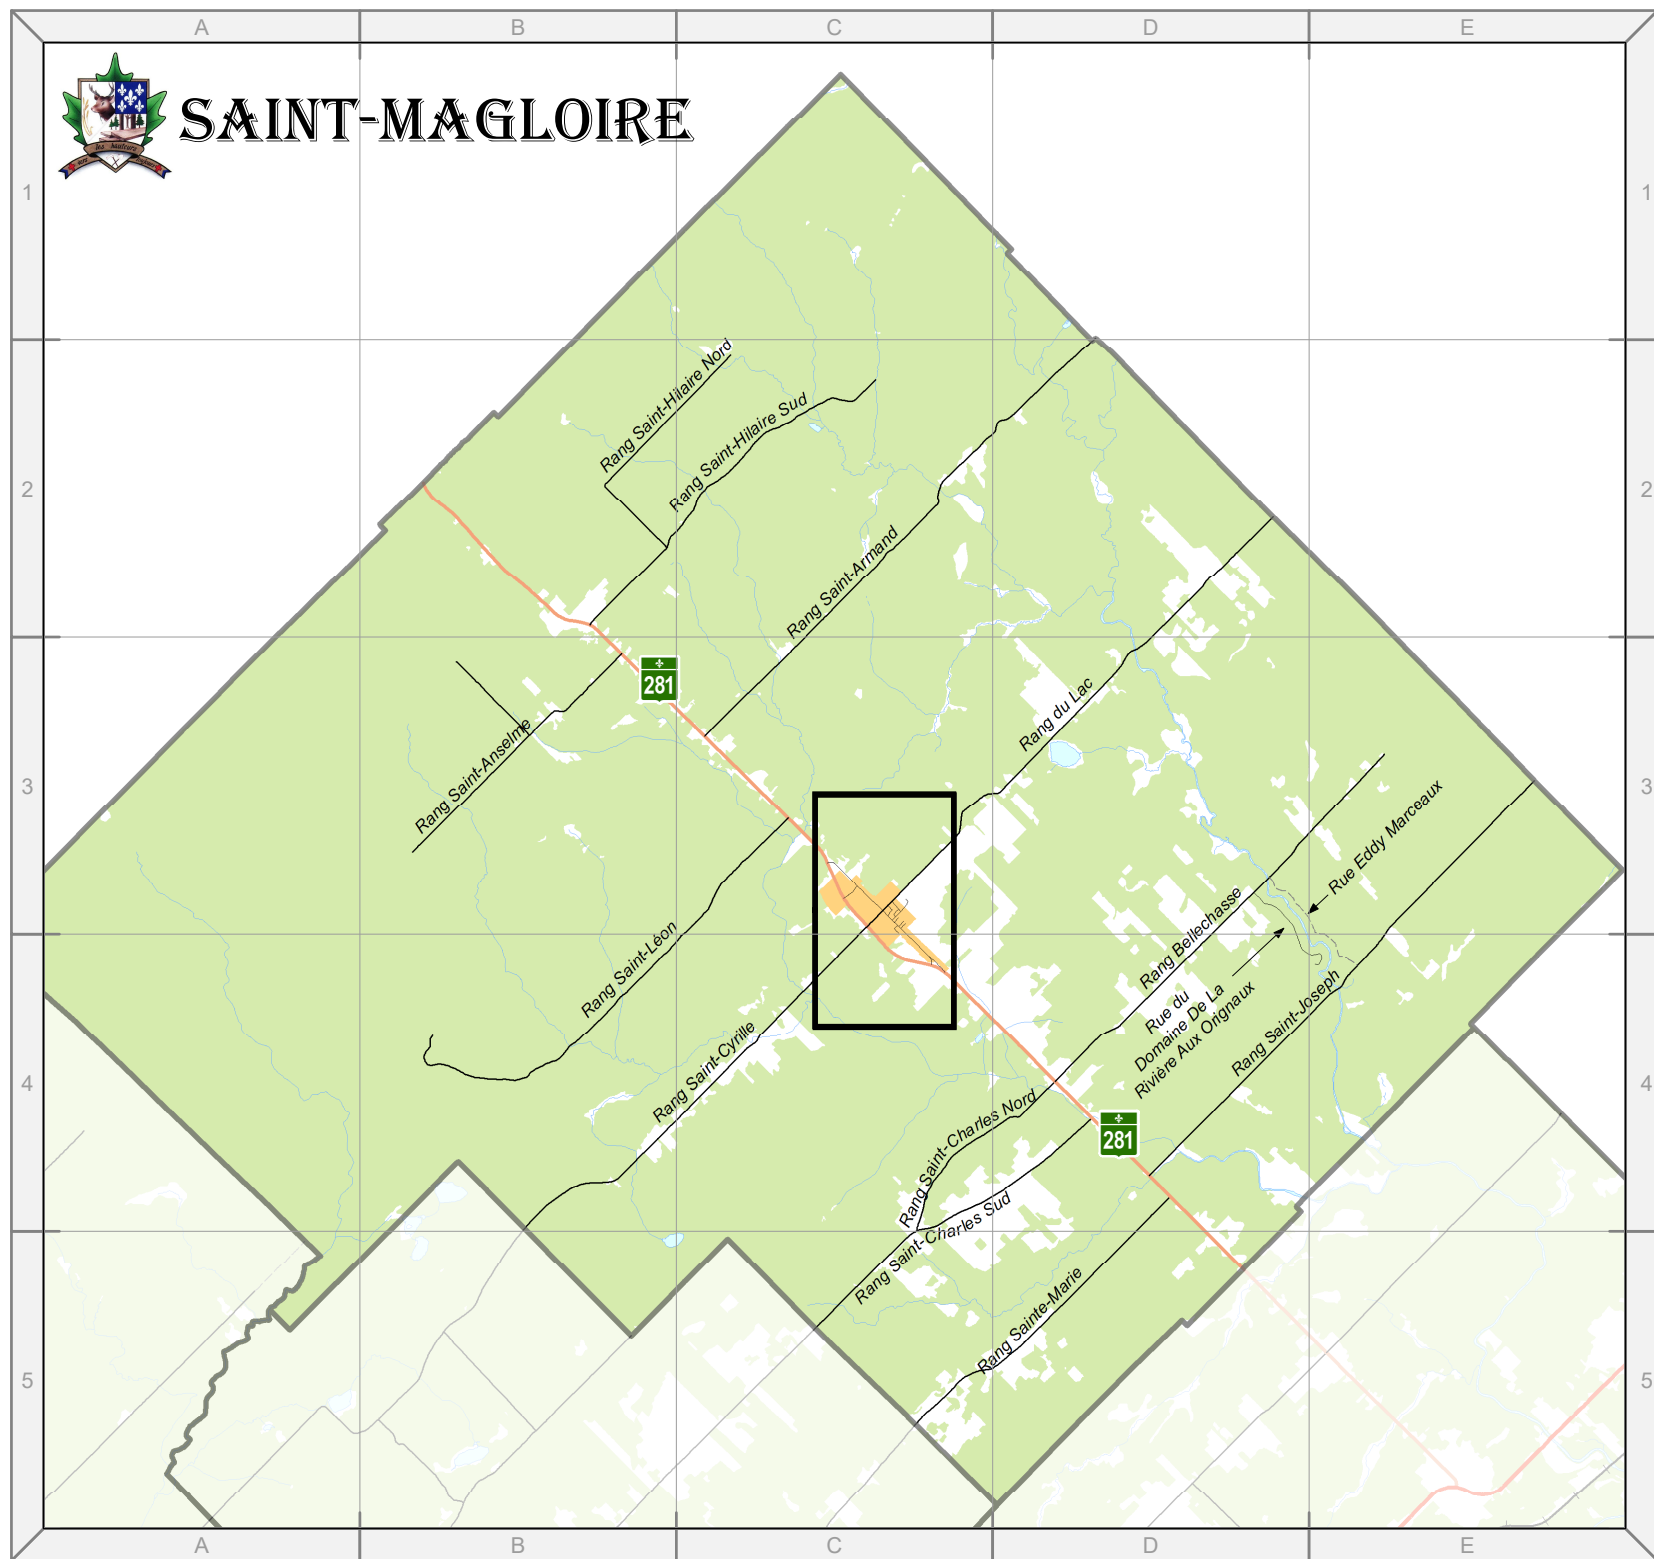 A B C D E
SAINT-MAGLOIRE
les hauteurs
1 1
Rang Saint-Hilaire Nord
Rang Saint-Hilaire Sud
2 2
Rang Saint-Armand
281
Rang du Lac
Rang Saint-Anselme
3 3
Rue Eddy Marceaux
Rang Bellechasse
Rang Saint-Léon
Rue du
Domaine De La
Rivière Aux Orignaux
Rang Saint-Joseph
Rang Saint-Cyrille
4 4
Rang Saint-Charles Nord
281
Rang Saint-Charles Sud
Rang Sainte-Marie
5 5
A B C D E